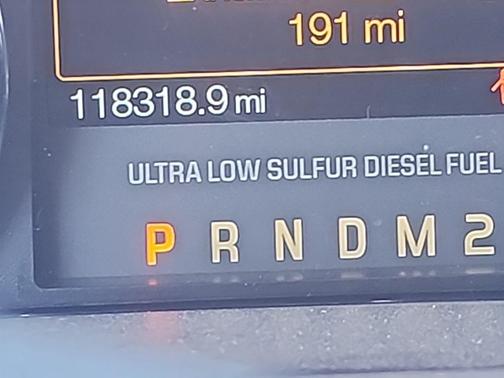 191 mi
118318.9 mi
ULTRA LOW SULFUR DIESEL FUEL
P R N D M 2